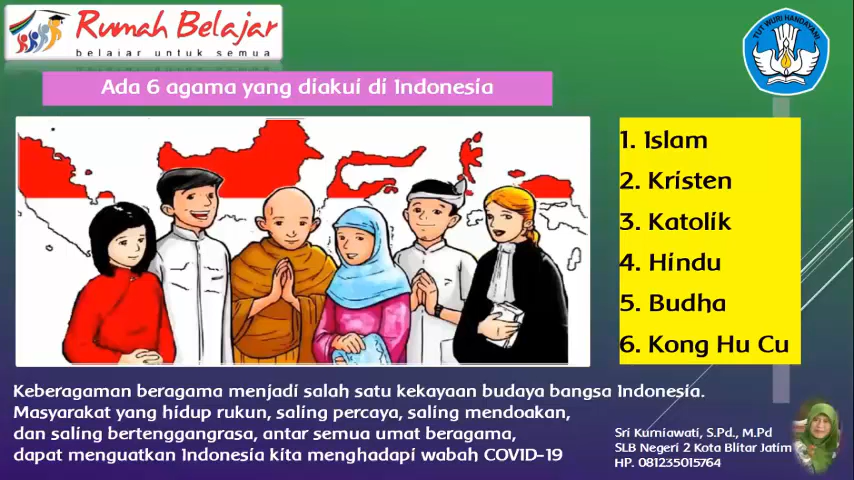 Rumah Belajar
belajar untuk semua
TUT WURI HANDAYANI
Ada 6 agama yang diakui di Indonesia
1. Islam
2. Kristen
3. Katolik
4. Hindu
5. Budha
6. Kong Hu Cu
Keberagaman beragama menjadi salah satu kekayaan budaya bangsa Indonesia.
Masyarakat yang hidup rukun, saling percaya, saling mendoakan,
dan saling bertenggangrasa, antar semua umat beragama,
dapat menguatkan Indonesia kita menghadapi wabah COVID-19
Sri Kurniawati, S.Pd., M.Pd
SLB Negeri 2 Kota Blitar Jatim
HP. 081235015764